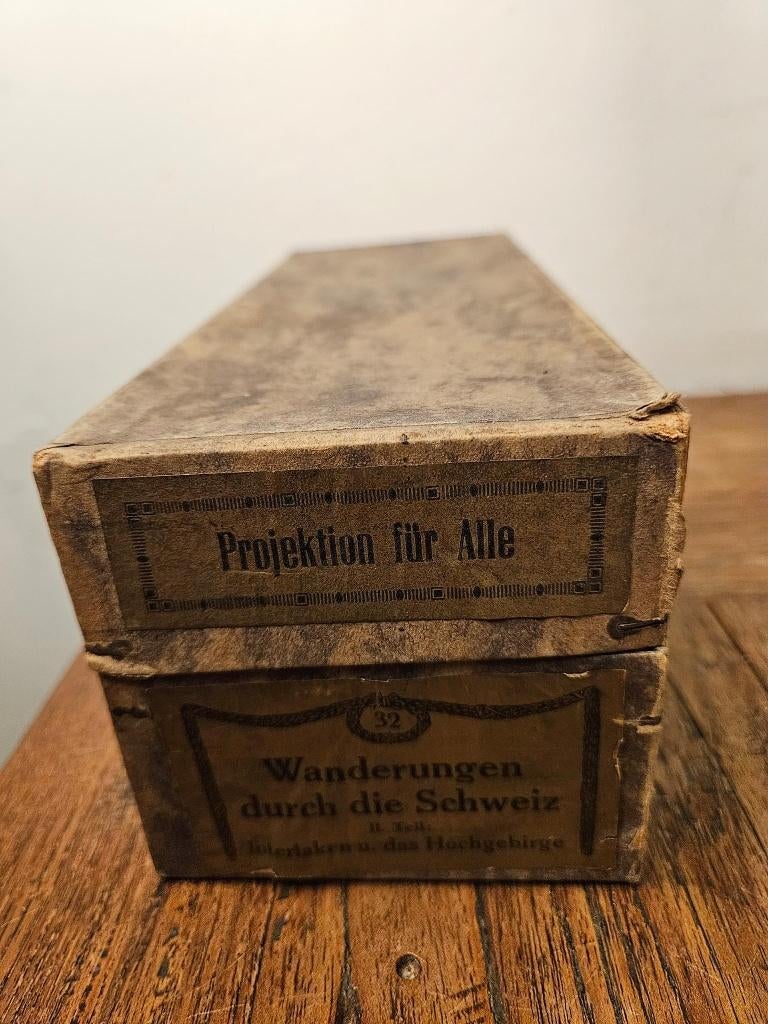 Projektion für Alle
32
Wanderungen
durch die Schweiz
II. Teil:
Interlaken u. das Hochgebirge